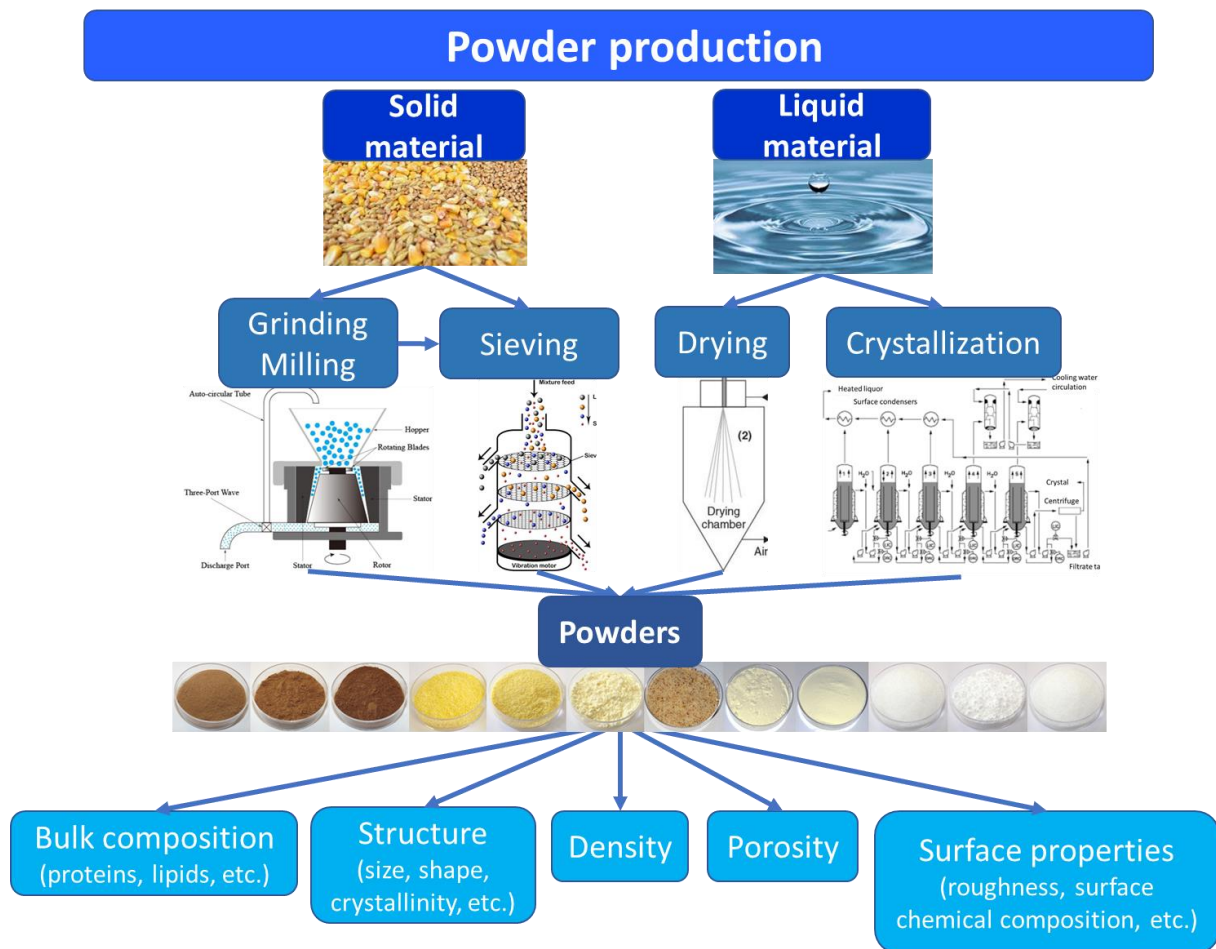 Powder production
Solid
material
Liquid
material
Grinding
Milling
Sieving
Drying
Crystallization
Auto-circular Tube
Hopper
Rotating Blades
Three-Port Wave
Stator
Discharge Port
Stator
Rotor
Mixture feed
L
S
Siev
Vibration motor
(2)
Drying
chamber
Air
Heated liquor
Surface condensers
Cooling water
circulation
H₂O
H₂O
H₂O
H₂O
Crystal
Centrifuge
Filtrate ta
Powders
Bulk composition
(proteins, lipids, etc.)
Structure
(size, shape,
crystallinity, etc.)
Density
Porosity
Surface properties
(roughness, surface
chemical composition, etc.)